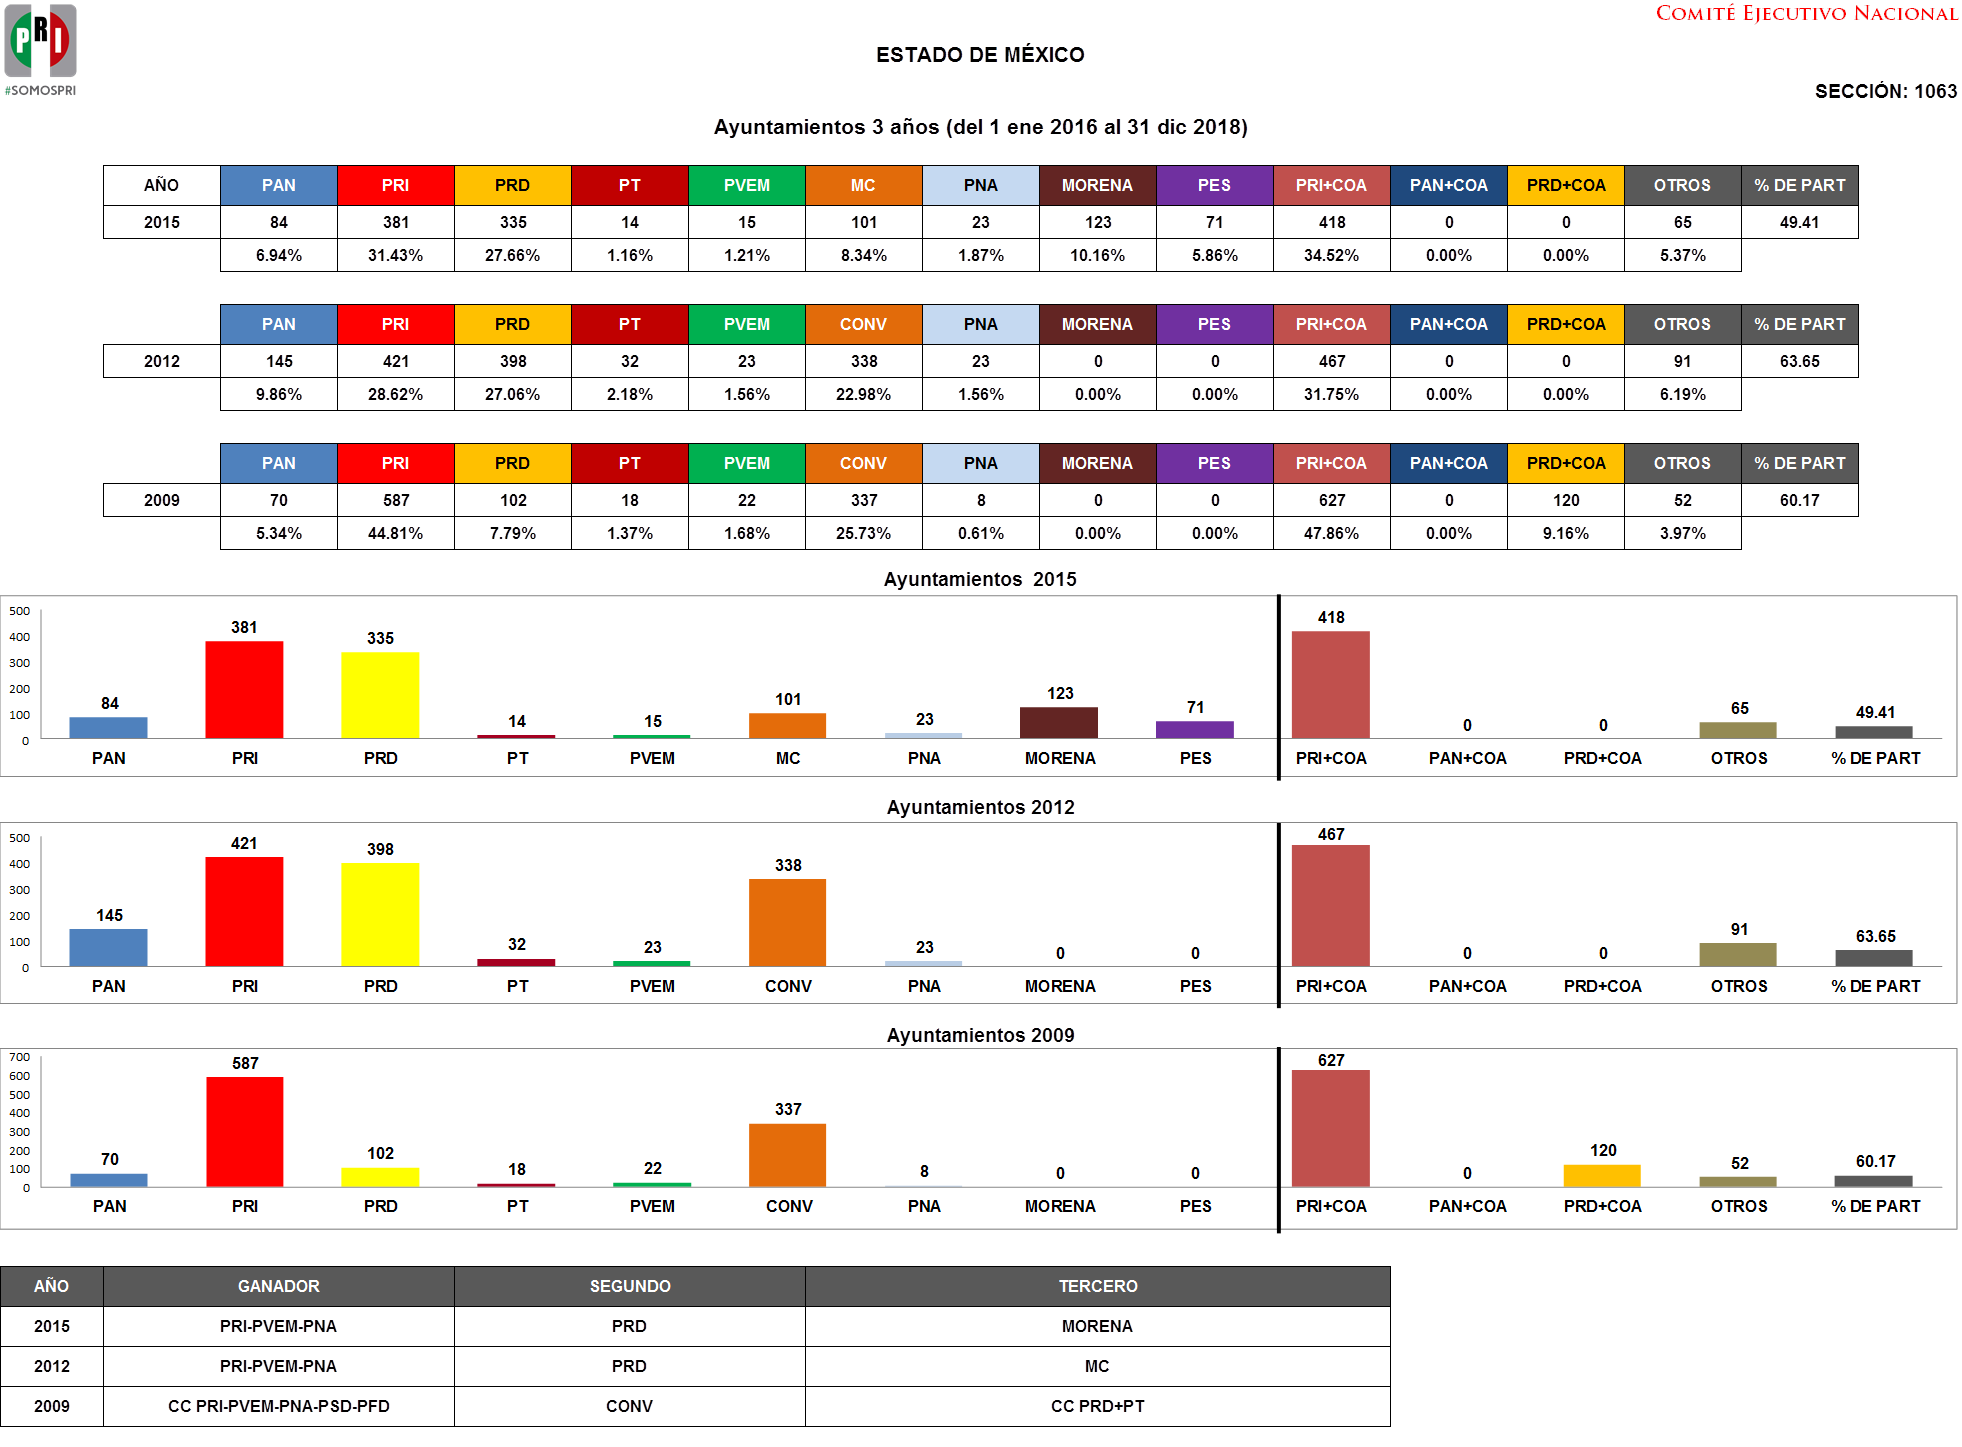 COMITÉ EJECUTIVO NACIONAL
PRI
#SOMOSPRI
ESTADO DE MÉXICO
SECCIÓN: 1063
Ayuntamientos 3 años (del 1 ene 2016 al 31 dic 2018)
AÑO PAN PRI PRD PT PVEM MC PNA MORENA PES PRI+COA PAN+COA PRD+COA OTROS % DE PART
2015 84 381 335 14 15 101 23 123 71 418 0 0 65 49.41
6.94% 31.43% 27.66% 1.16% 1.21% 8.34% 1.87% 10.16% 5.86% 34.52% 0.00% 0.00% 5.37%
PAN PRI PRD PT PVEM CONV PNA MORENA PES PRI+COA PAN+COA PRD+COA OTROS % DE PART
2012 145 421 398 32 23 338 23 0 0 467 0 0 91 63.65
9.86% 28.62% 27.06% 2.18% 1.56% 22.98% 1.56% 0.00% 0.00% 31.75% 0.00% 0.00% 6.19%
PAN PRI PRD PT PVEM CONV PNA MORENA PES PRI+COA PAN+COA PRD+COA OTROS % DE PART
2009 70 587 102 18 22 337 8 0 0 627 0 120 52 60.17
5.34% 44.81% 7.79% 1.37% 1.68% 25.73% 0.61% 0.00% 0.00% 47.86% 0.00% 9.16% 3.97%
Ayuntamientos 2015
500
400
300
200
100
0
84 381 335 14 15 101 23 123 71 418 0 0 65 49.41
PAN PRI PRD PT PVEM MC PNA MORENA PES PRI+COA PAN+COA PRD+COA OTROS % DE PART
Ayuntamientos 2012
500
400
300
200
100
0
145 421 398 32 23 338 23 0 0 467 0 0 91 63.65
PAN PRI PRD PT PVEM CONV PNA MORENA PES PRI+COA PAN+COA PRD+COA OTROS % DE PART
Ayuntamientos 2009
700
600
500
400
300
200
100
0
70 587 102 18 22 337 8 0 0 627 0 120 52 60.17
PAN PRI PRD PT PVEM CONV PNA MORENA PES PRI+COA PAN+COA PRD+COA OTROS % DE PART
AÑO GANADOR SEGUNDO TERCERO
2015 PRI-PVEM-PNA PRD MORENA
2012 PRI-PVEM-PNA PRD MC
2009 CC PRI-PVEM-PNA-PSD-PFD CONV CC PRD+PT